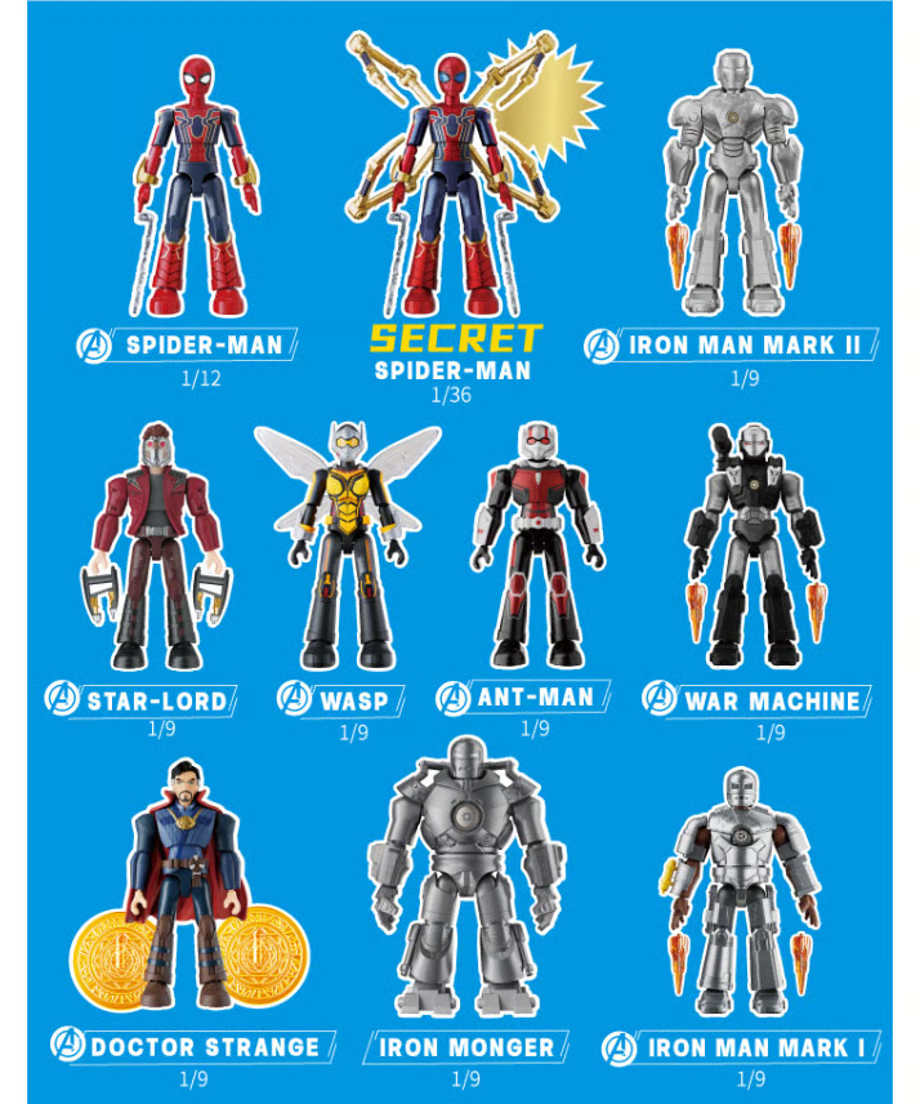 SPIDER-MAN
1/12
SECRET
SPIDER-MAN
1/36
IRON MAN MARK II
1/9
STAR-LORD
1/9
WASP
1/9
ANT-MAN
1/9
WAR MACHINE
1/9
DOCTOR STRANGE
1/9
IRON MONGER
1/9
IRON MAN MARK I
1/9